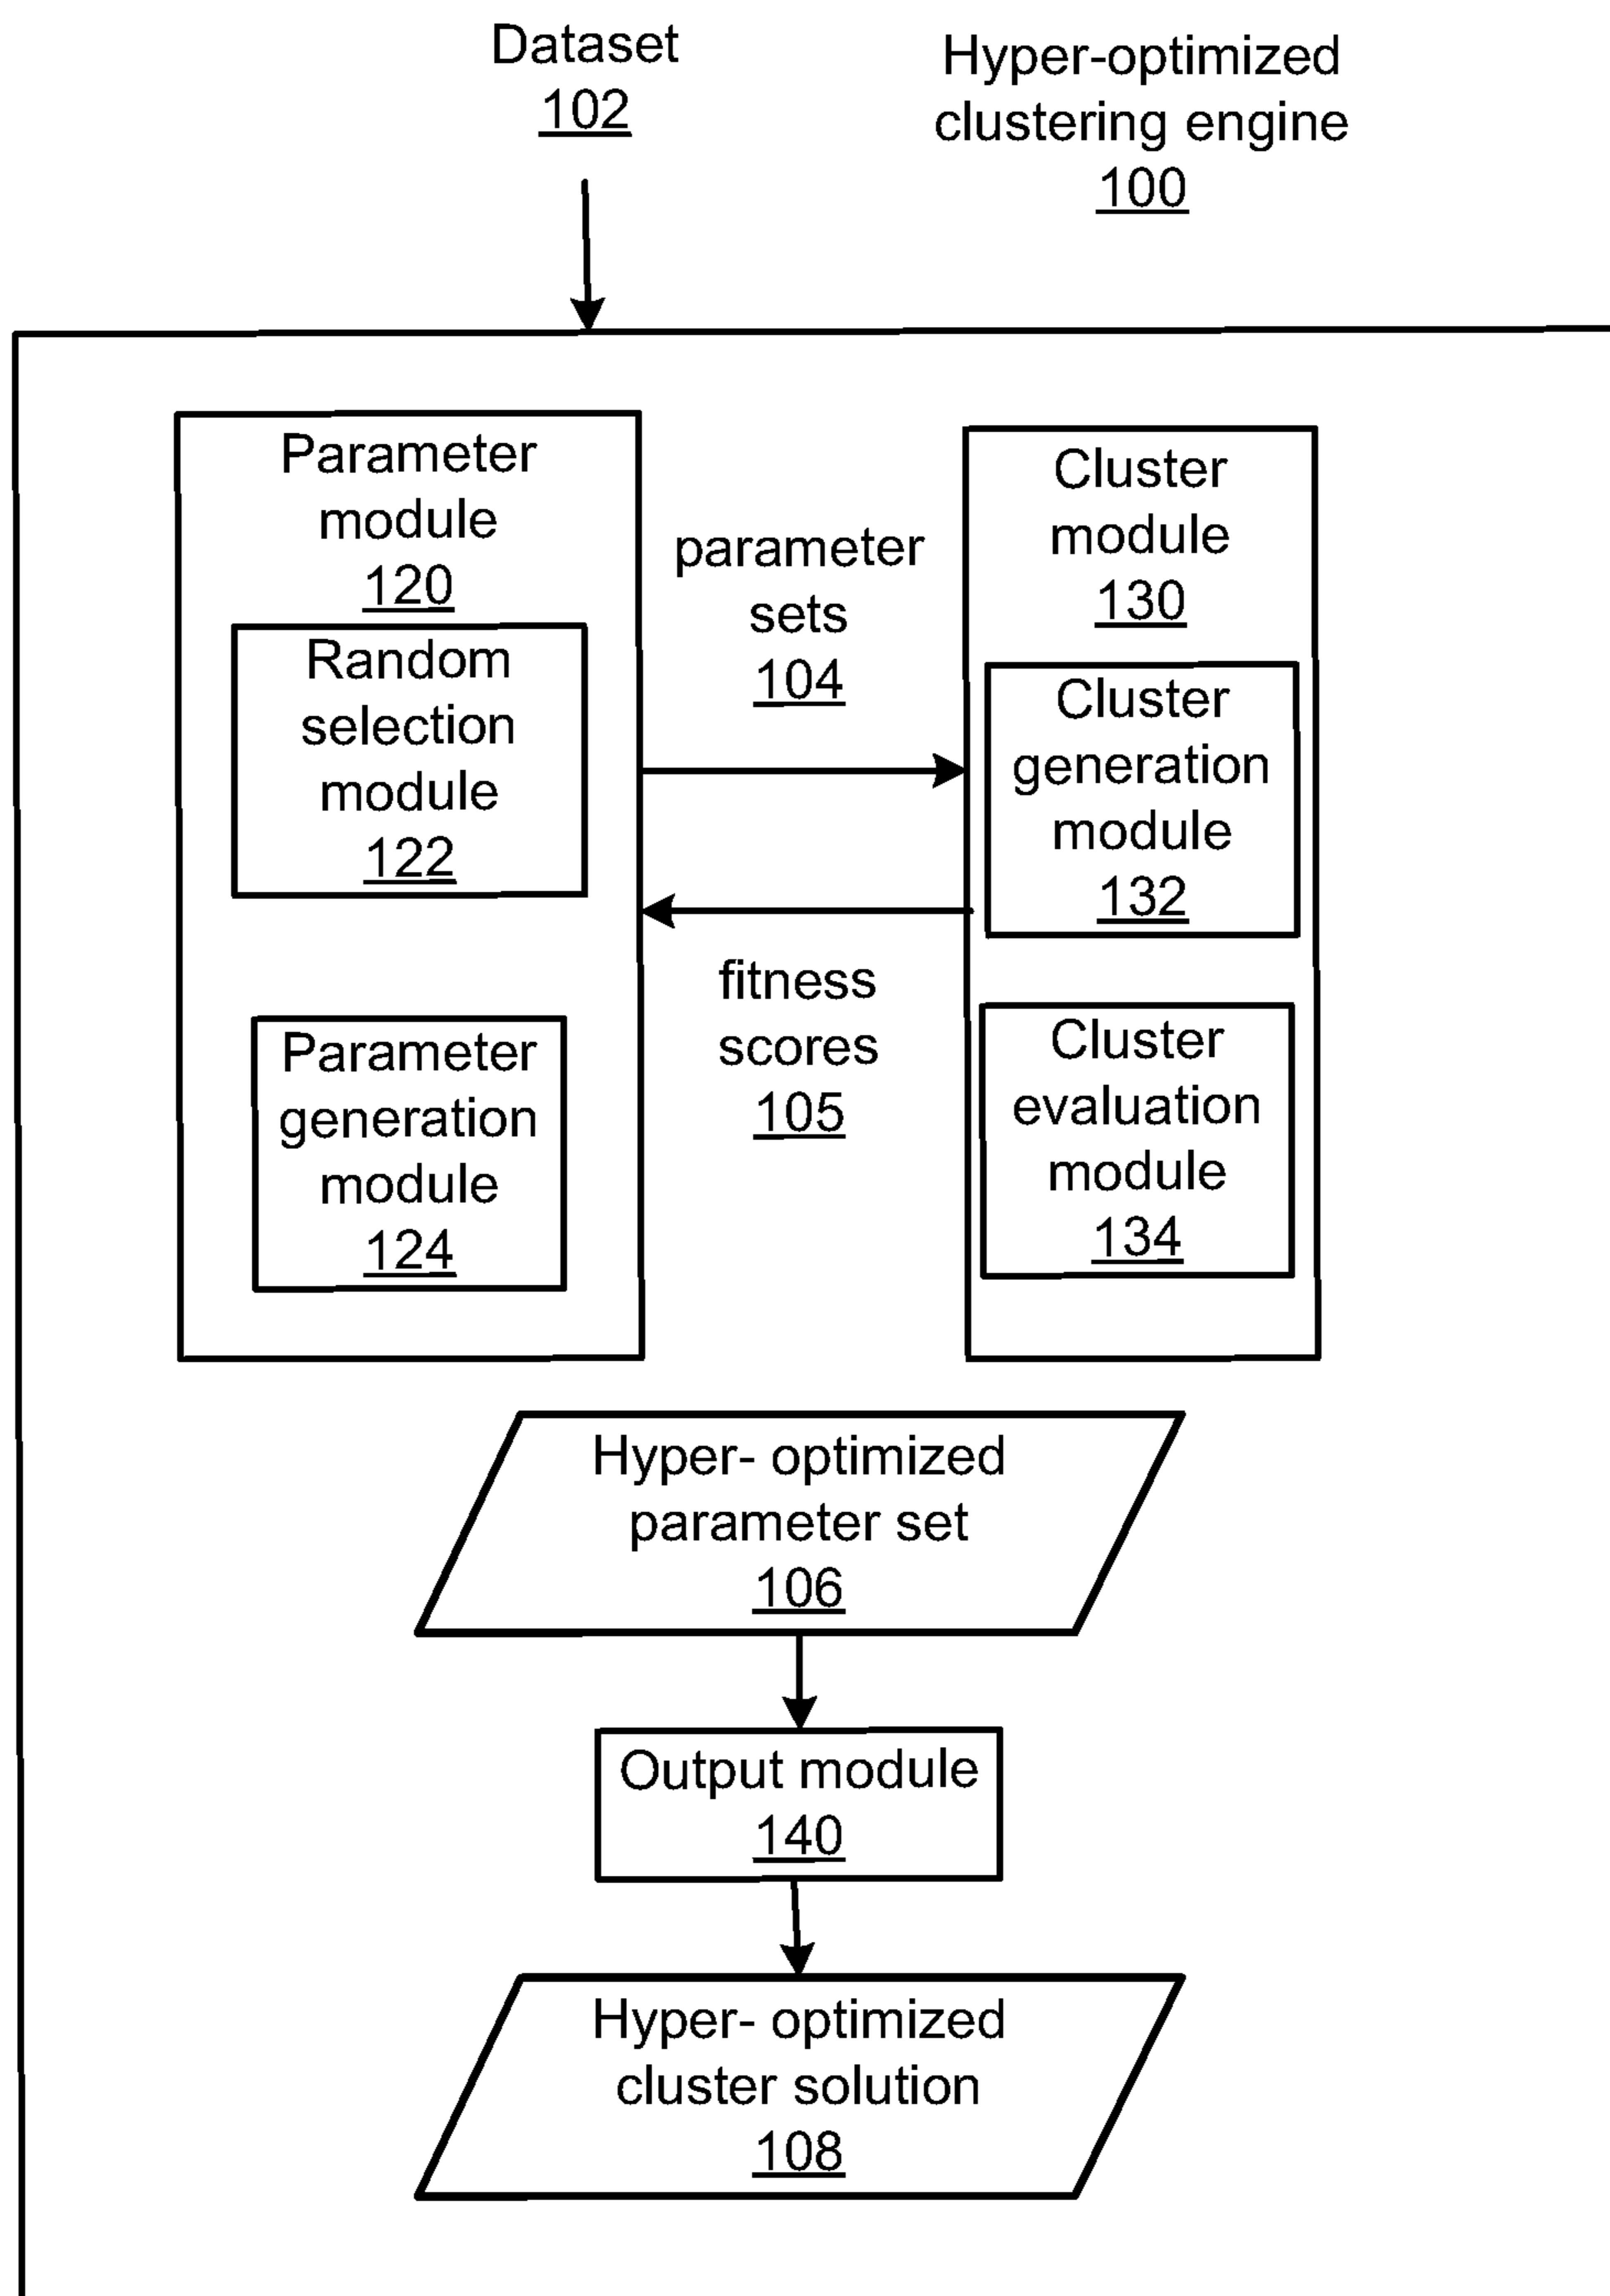 Dataset
102
Hyper-optimized
clustering engine
100
Parameter
module
120
Random
selection
module
122
Parameter
generation
module
124
parameter
sets
104
fitness
scores
105
Cluster
module
130
Cluster
generation
module
132
Cluster
evaluation
module
134
Hyper- optimized
parameter set
106
Output module
140
Hyper- optimized
cluster solution
108